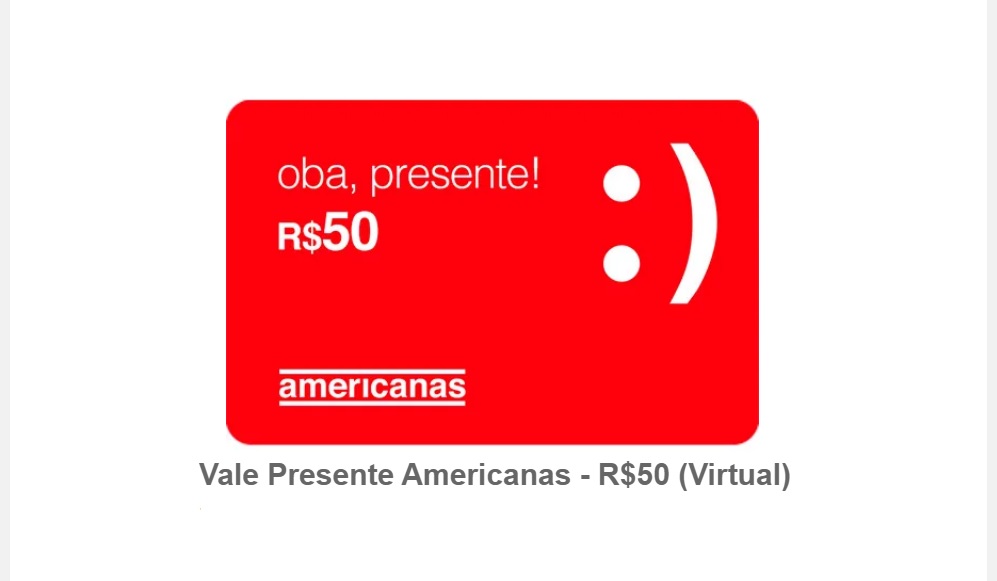 oba, presente!
R$50
:)
americanas
Vale Presente Americanas - R$50 (Virtual)